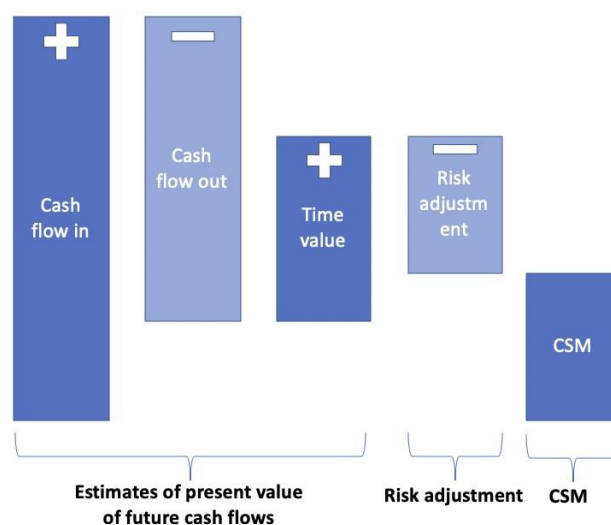 Cash
flow in
Cash
flow out
Time
value
Risk
adjustm
ent
CSM
Estimates of present value
of future cash flows
Risk adjustment
CSM